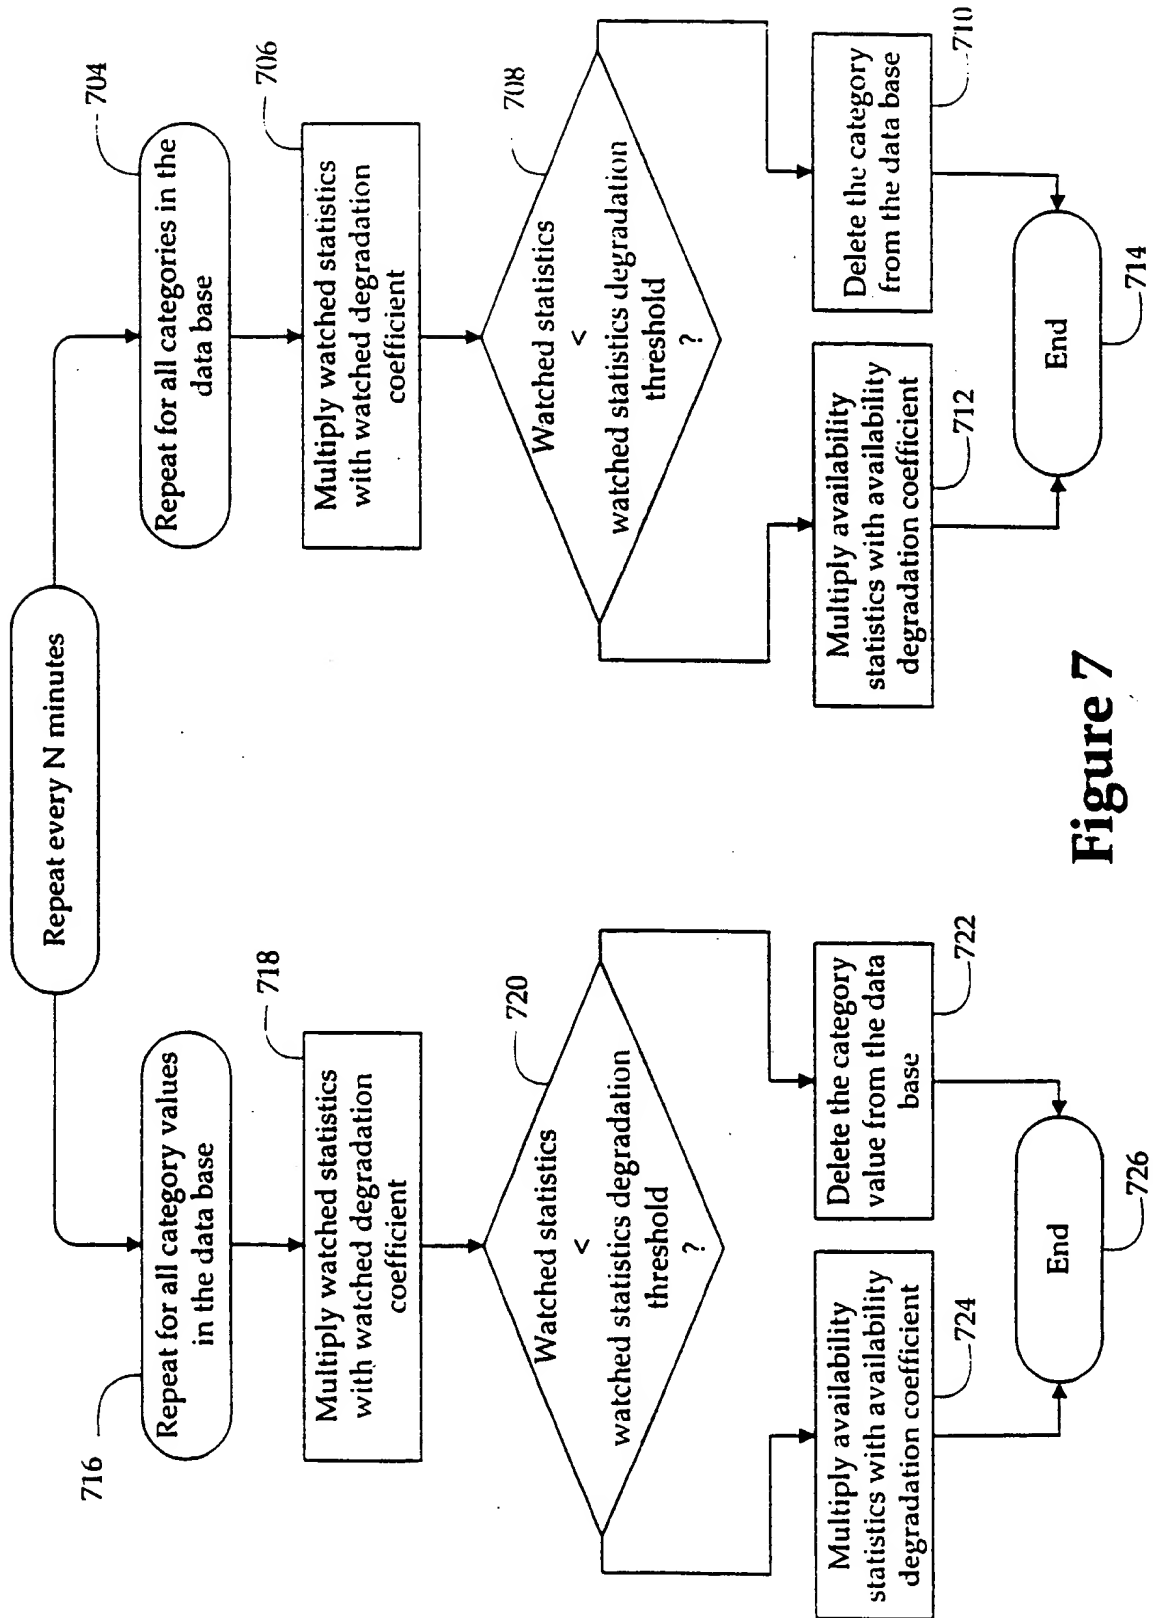 Repeat every N minutes
716
Repeat for all category values
in the data base
718
Multiply watched statistics
with watched degradation
coefficient
720
Watched statistics
<
watched statistics degradation
threshold
?
Multiply availability
statistics with availability
degradation coefficient
724
Delete the category
value from the data
base
722
End
726
704
Repeat for all categories in the
data base
706
Multiply watched statistics
with watched degradation
coefficient
708
Watched statistics
<
watched statistics degradation
threshold
?
Multiply availability
statistics with availability
degradation coefficient
712
Delete the category
from the data base
710
End
714
Figure 7